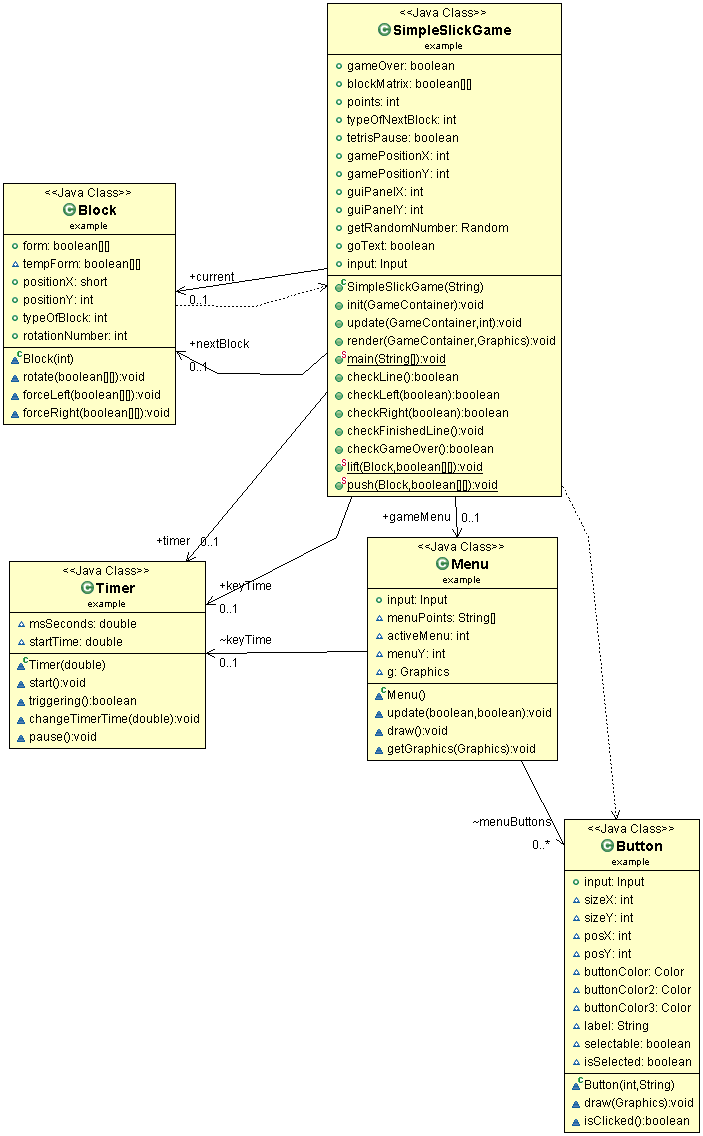 <<Java Class>>
SimpleSlickGame
example
gameOver: boolean
blockMatrix: boolean[][]
points: int
typeOfNextBlock: int
tetrisPause: boolean
gamePositionX: int
gamePositionY: int
guiPanelX: int
guiPanelY: int
getRandomNumber: Random
goText: boolean
input: Input
SimpleSlickGame(String)
init(GameContainer):void
update(GameContainer,int):void
render(GameContainer,Graphics):void
main(String[]):void
checkLine():boolean
checkLeft(boolean):boolean
checkRight(boolean):boolean
checkFinishedLine():void
checkGameOver():boolean
lift(Block,boolean[][]):void
push(Block,boolean[][]):void
<<Java Class>>
Block
example
form: boolean[][]
tempForm: boolean[][]
positionX: short
positionY: int
typeOfBlock: int
rotationNumber: int
Block(int)
rotate(boolean[][]):void
forceLeft(boolean[][]):void
forceRight(boolean[][]):void
+current
0..1
+nextBlock
0..1
+timer
0..1
+keyTime
0..1
~keyTime
0..1
+gameMenu
0..1
<<Java Class>>
Timer
example
msSeconds: double
startTime: double
Timer(double)
start():void
triggering():boolean
changeTimerTime(double):void
pause():void
<<Java Class>>
Menu
example
input: Input
menuPoints: String[]
activeMenu: int
menuY: int
g: Graphics
Menu()
update(boolean,boolean):void
draw():void
getGraphics(Graphics):void
~menuButtons
0..*
<<Java Class>>
Button
example
input: Input
sizeX: int
sizeY: int
posX: int
posY: int
buttonColor: Color
buttonColor2: Color
buttonColor3: Color
label: String
selectable: boolean
isSelected: boolean
Button(int,String)
draw(Graphics):void
isClicked():boolean